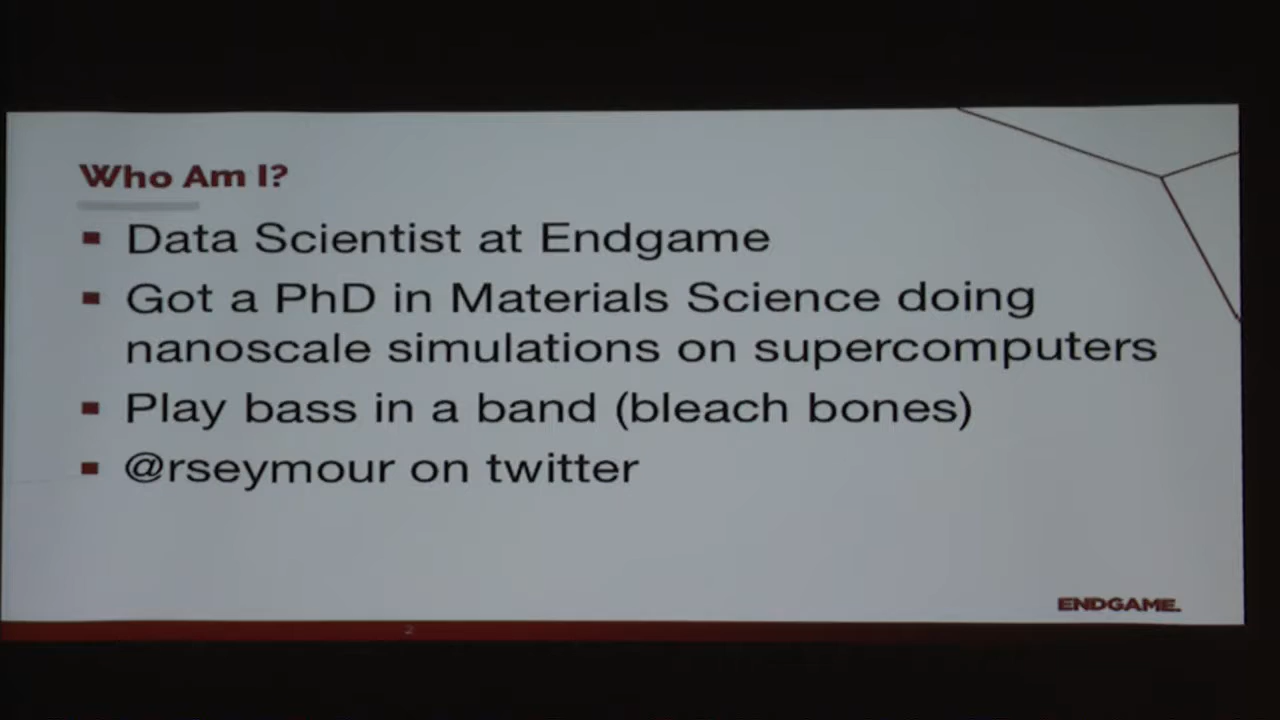 Who Am I?
Data Scientist at Endgame
Got a PhD in Materials Science doing
nanoscale simulations on supercomputers
Play bass in a band (bleach bones)
@rseymour on twitter
ENDGAME.
2